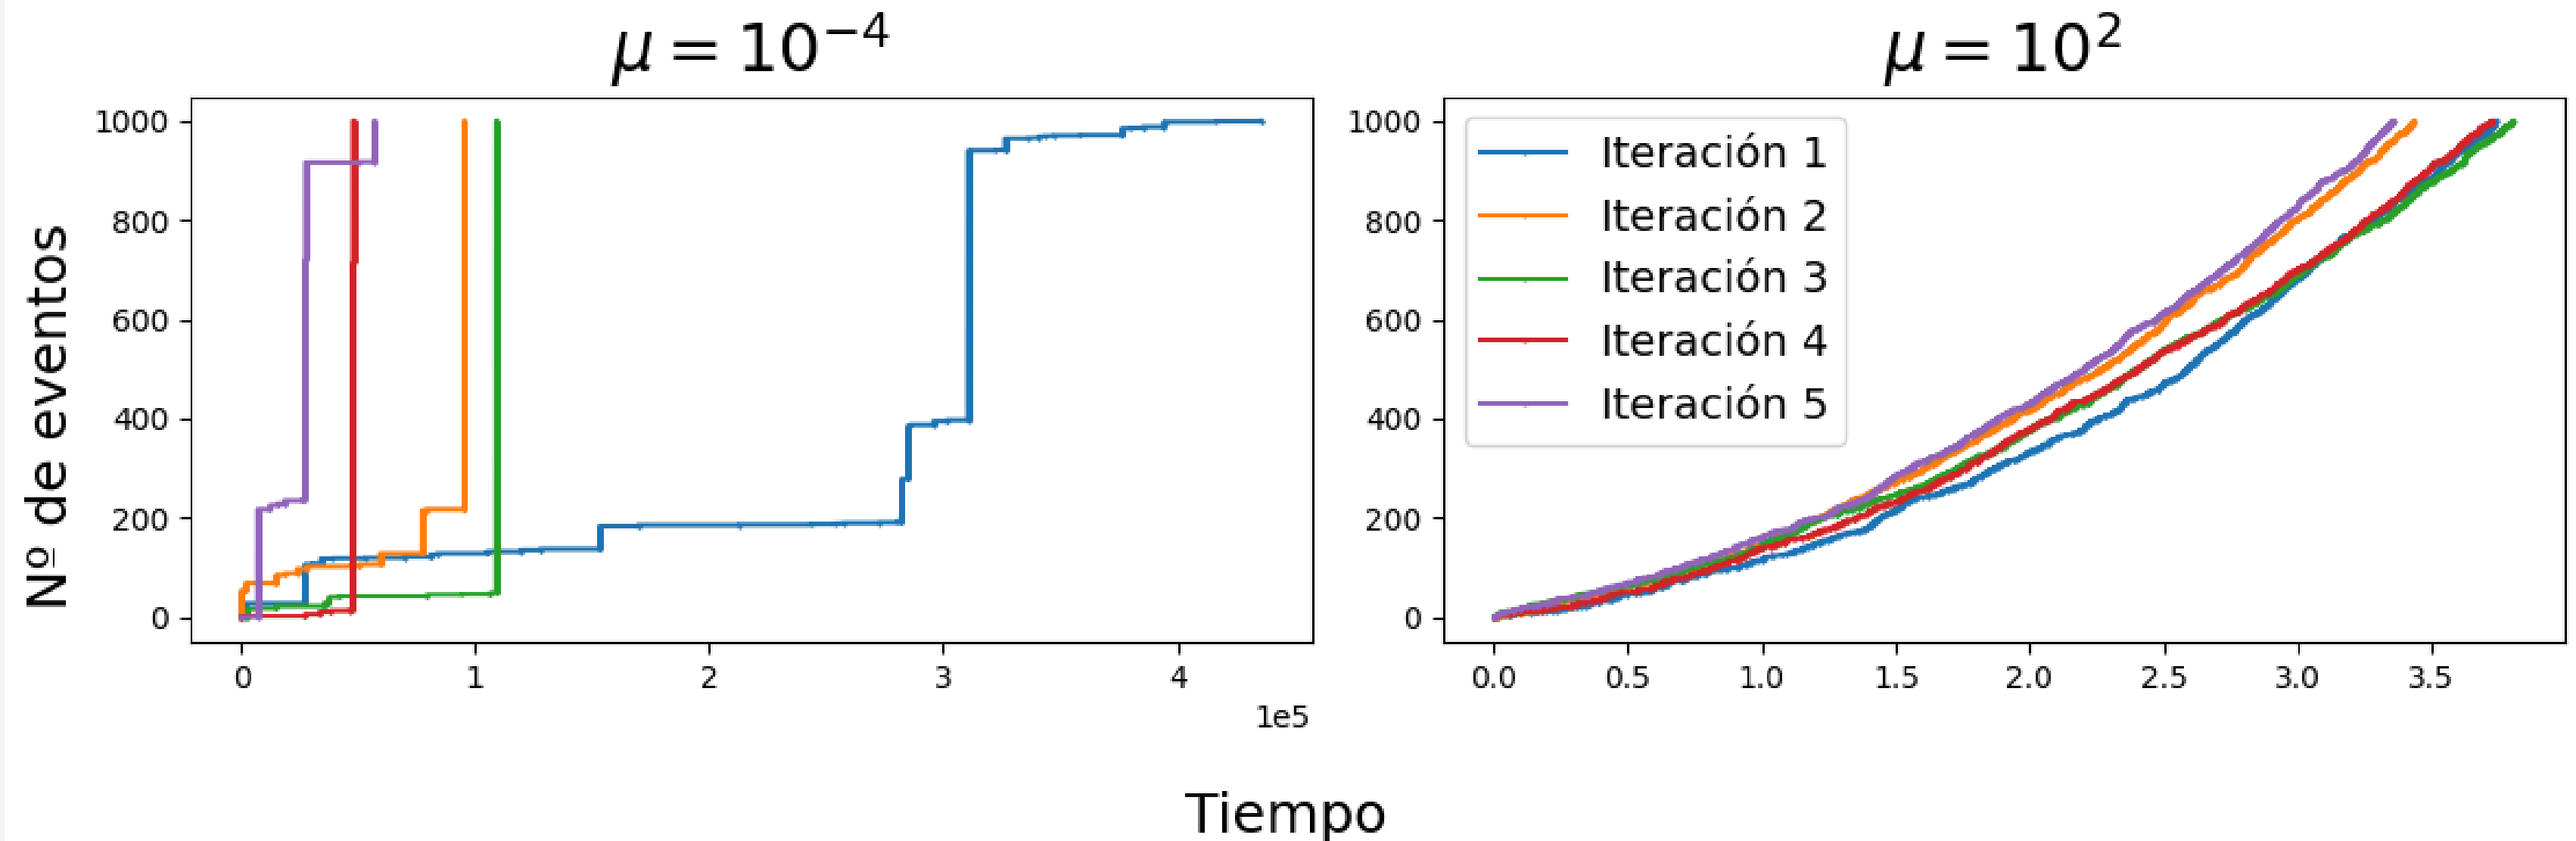 μ = 10⁻⁴
μ = 10²
Nº de eventos
1000
800
600
400
200
0
0 1 2 3 4
1e5
1000
800
600
400
200
0
0.0 0.5 1.0 1.5 2.0 2.5 3.0 3.5
Iteración 1
Iteración 2
Iteración 3
Iteración 4
Iteración 5
Tiempo